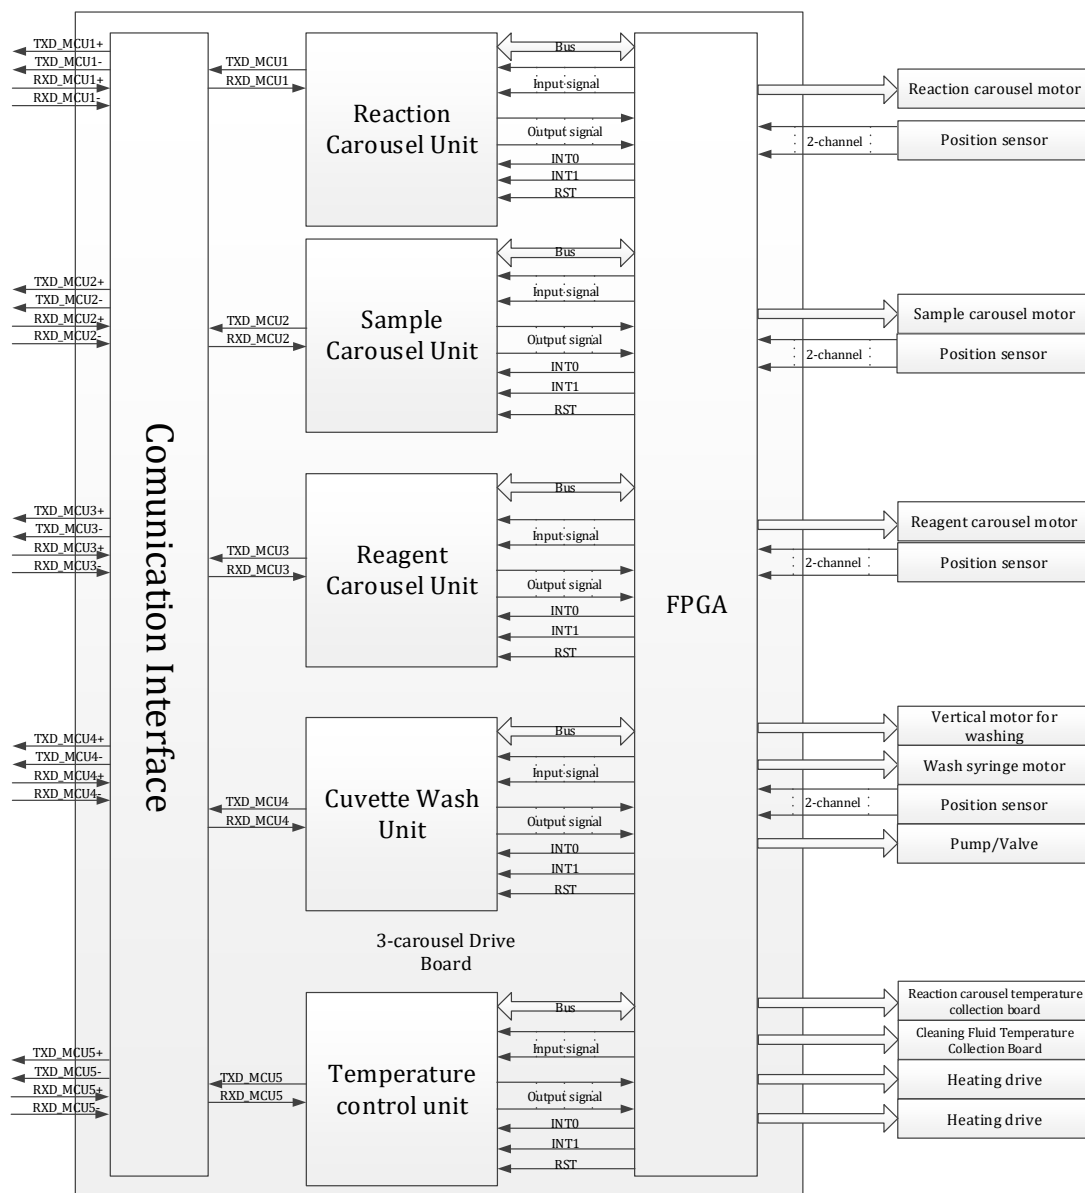 TXD_MCU1+
TXD_MCU1-
RXD_MCU1+
RXD_MCU1-
TXD_MCU1
RXD_MCU1
Reaction
Carousel Unit
Bus
Input signal
Output signal
INT0
INT1
RST
Reaction carousel motor
2-channel
Position sensor
TXD_MCU2+
TXD_MCU2-
RXD_MCU2+
RXD_MCU2-
TXD_MCU2
RXD_MCU2
Sample
Carousel Unit
Bus
Input signal
Output signal
INT0
INT1
RST
Sample carousel motor
2-channel
Position sensor
Comunication Interface
FPGA
TXD_MCU3+
TXD_MCU3-
RXD_MCU3+
RXD_MCU3-
TXD_MCU3
RXD_MCU3
Reagent
Carousel Unit
Bus
Input signal
Output signal
INT0
INT1
RST
Reagent carousel motor
2-channel
Position sensor
TXD_MCU4+
TXD_MCU4-
RXD_MCU4+
RXD_MCU4-
TXD_MCU4
RXD_MCU4
Cuvette Wash
Unit
Bus
Input signal
Output signal
INT0
INT1
RST
Vertical motor for
washing
Wash syringe motor
2-channel
Position sensor
Pump/Valve
3-carousel Drive
Board
TXD_MCU5+
TXD_MCU5-
RXD_MCU5+
RXD_MCU5-
TXD_MCU5
RXD_MCU5
Temperature
control unit
Bus
Input signal
Output signal
INT0
INT1
RST
Reaction carousel temperature
collection board
Cleaning Fluid Temperature
Collection Board
Heating drive
Heating drive